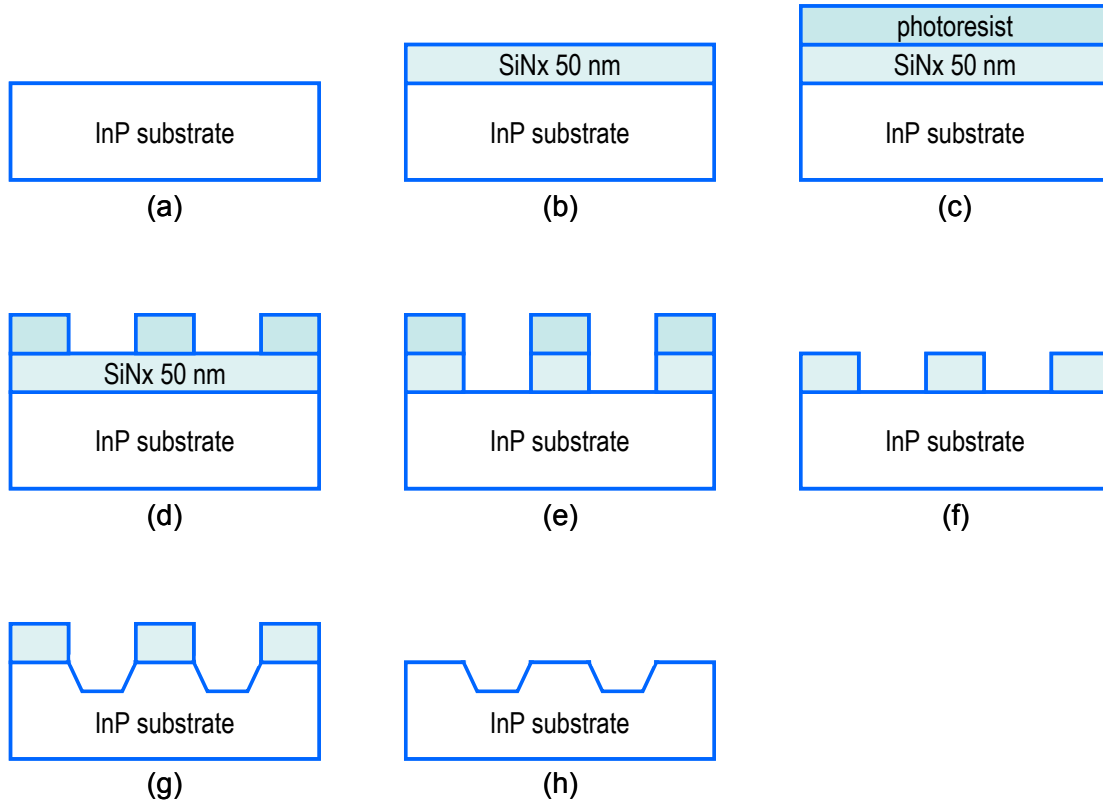 InP substrate
(a)
SiNx 50 nm
InP substrate
(b)
photoresist
SiNx 50 nm
InP substrate
(c)
SiNx 50 nm
InP substrate
(d)
InP substrate
(e)
InP substrate
(f)
InP substrate
(g)
InP substrate
(h)